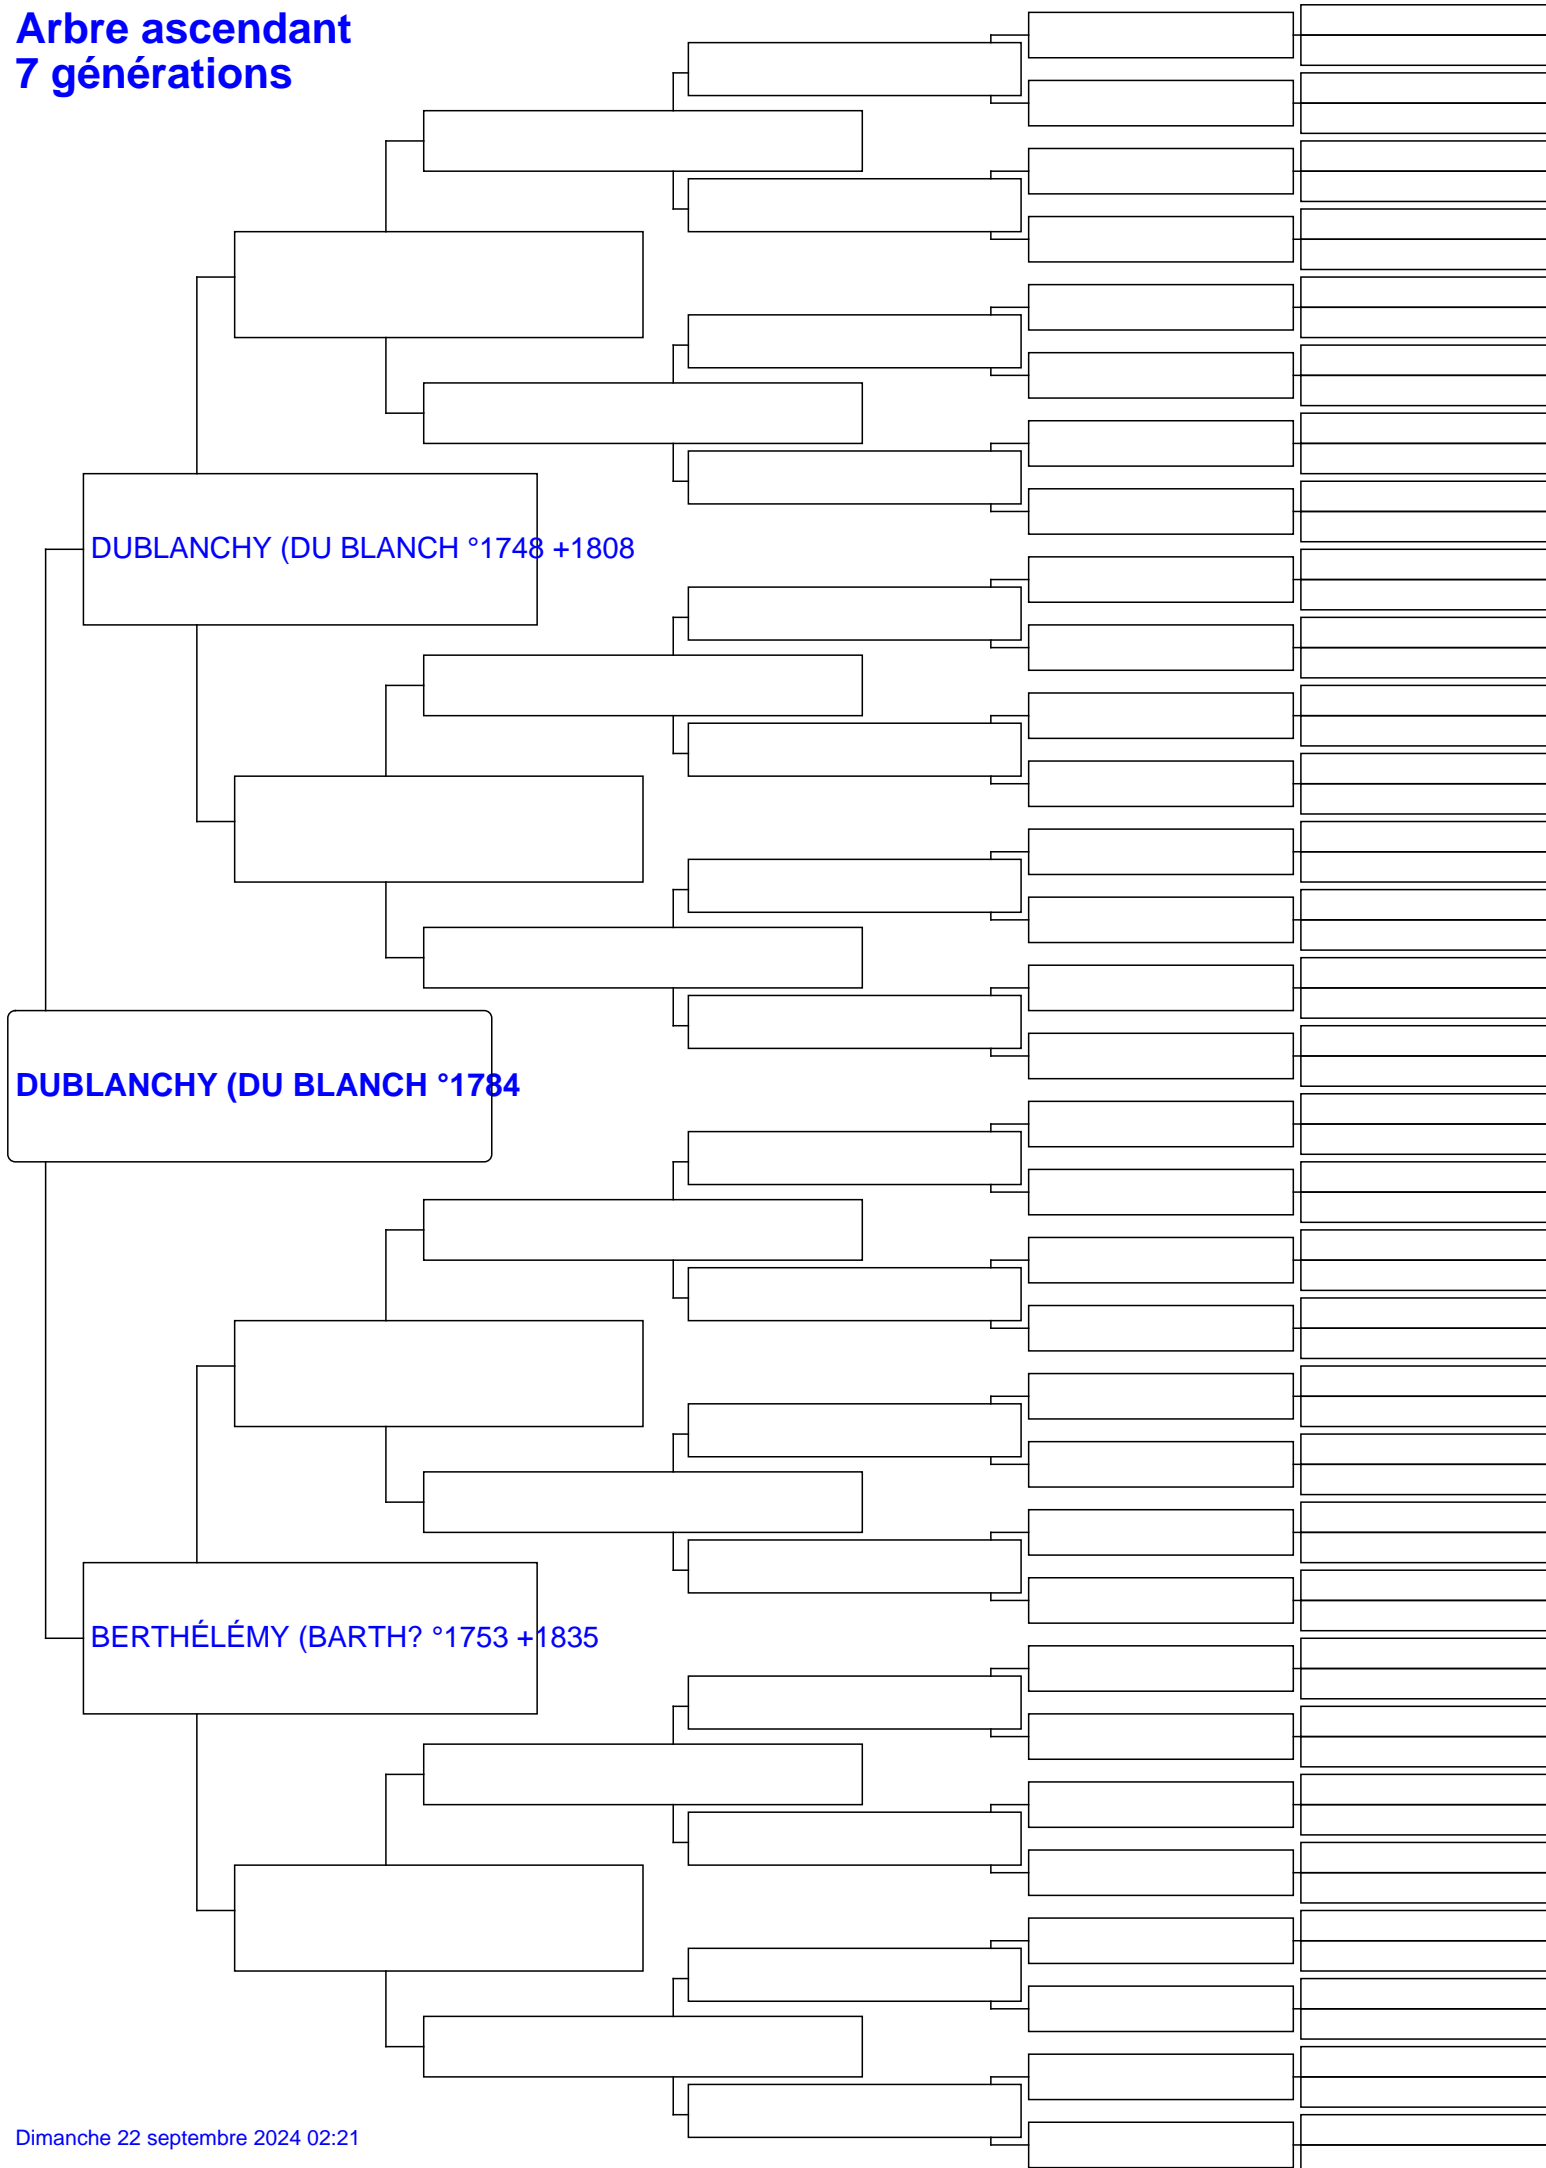 Arbre ascendant
7 générations
DUBLANCHY (DU BLANCH °1748 +1808
DUBLANCHY (DU BLANCH °1784
BERTHÉLÉMY (BARTH? °1753 +1835
Dimanche 22 septembre 2024 02:21